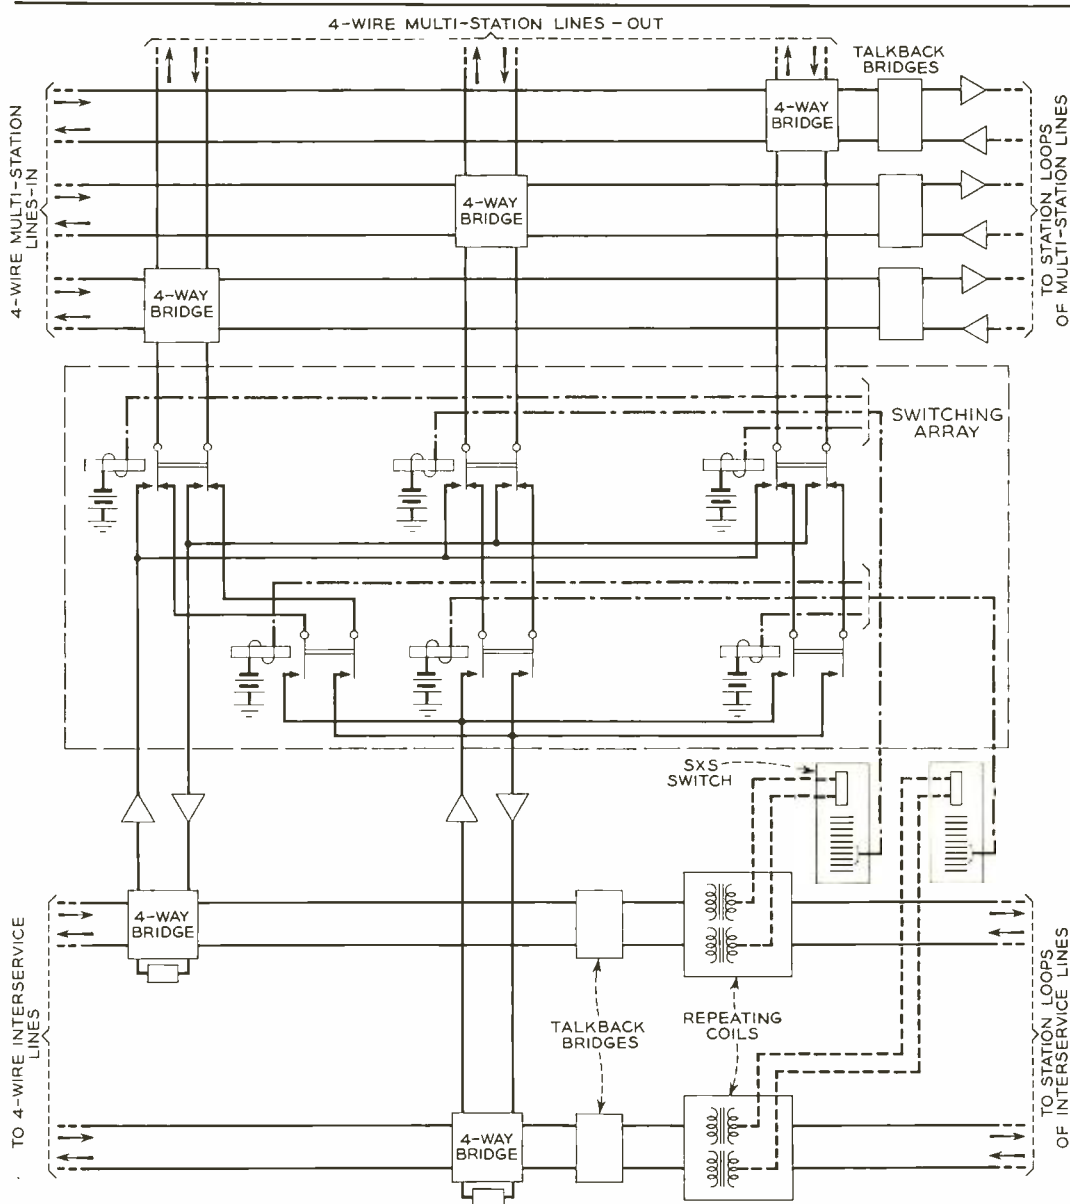 4-WIRE MULTI-STATION LINES - OUT
TALKBACK
BRIDGES
4-WIRE MULTI-STATION
LINES-IN
4-WAY
BRIDGE
4-WAY
BRIDGE
4-WAY
BRIDGE
TO STATION LOOPS
OF MULTI-STATION LINES
SWITCHING
ARRAY
SXS
SWITCH
4-WAY
BRIDGE
TO 4-WIRE INTERSERVICE
LINES
TALKBACK
BRIDGES
REPEATING
COILS
TO STATION LOOPS
OF INTERSERVICE LINES
4-WAY
BRIDGE